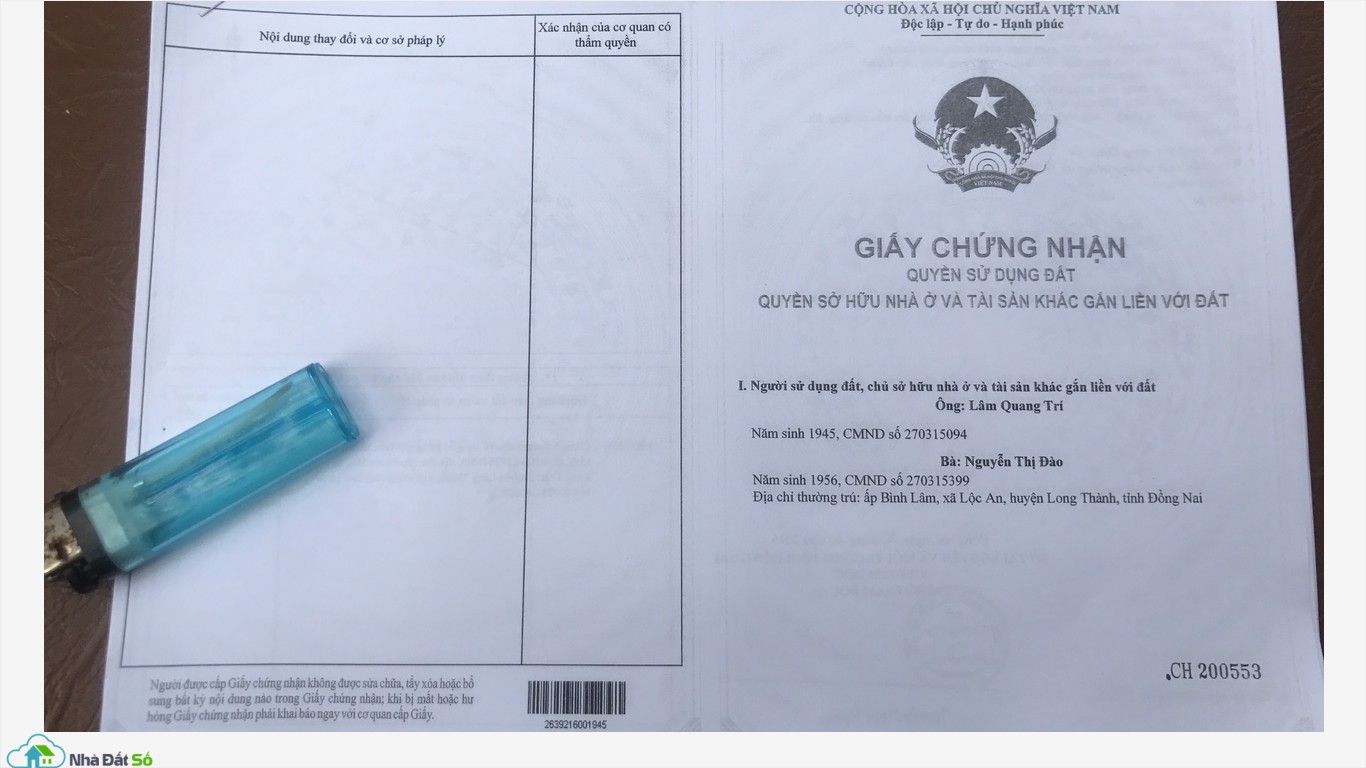 Nội dung thay đổi và cơ sở pháp lý
Xác nhận của cơ quan có
thẩm quyền
Người được cấp Giấy chứng nhận không được sửa chữa, tẩy xóa hoặc bổ
sung bất kỳ nội dung nào trong Giấy chứng nhận; khi bị mất hoặc hư
hỏng Giấy chứng nhận phải khai báo ngay với cơ quan cấp Giấy.
2639216001945
CỘNG HÒA XÃ HỘI CHỦ NGHĨA VIỆT NAM
Độc lập - Tự do - Hạnh phúc
VIỆT NAM
GIẤY CHỨNG NHẬN
QUYỀN SỬ DỤNG ĐẤT
QUYỀN SỞ HỮU NHÀ Ở VÀ TÀI SẢN KHÁC GẮN LIỀN VỚI ĐẤT
I. Người sử dụng đất, chủ sở hữu nhà ở và tài sản khác gắn liền với đất
Ông: Lâm Quang Trí
Năm sinh 1945, CMND số 270315094
Bà: Nguyễn Thị Đào
Năm sinh 1956, CMND số 270315399
Địa chỉ thường trú: ấp Bình Lâm, xã Lộc An, huyện Long Thành, tỉnh Đồng Nai
CH 200553
Nhà Đất Số